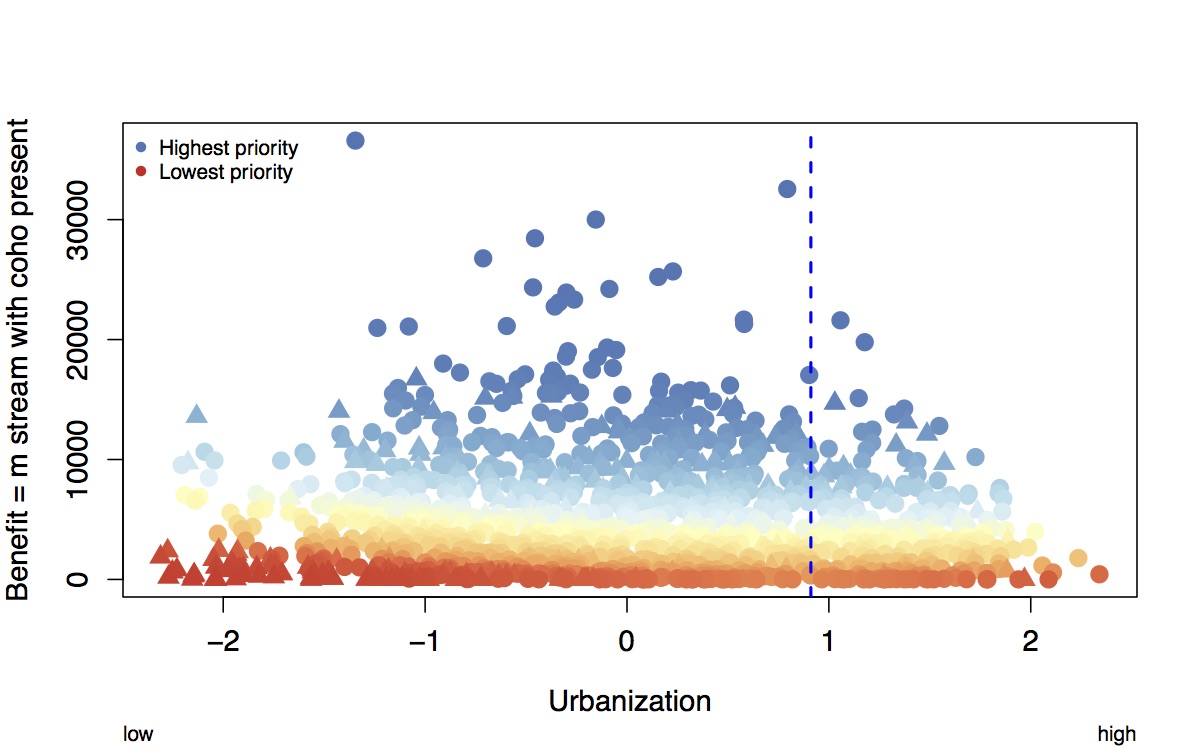 Benefit = m stream with coho present
Highest priority
Lowest priority
30000
20000
10000
0
−2
−1
0
1
2
Urbanization
low
high